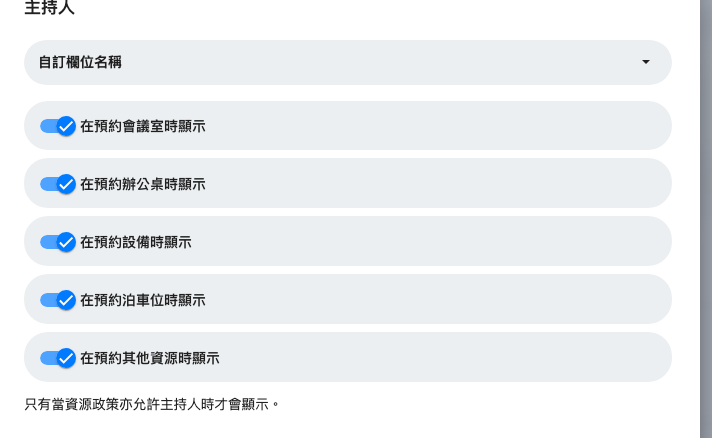 主持人
自訂欄位名稱
在預約會議室時顯示
在預約辦公桌時顯示
在預約設備時顯示
在預約泊車位時顯示
在預約其他資源時顯示
只有當資源政策亦允許主持人時才會顯示。